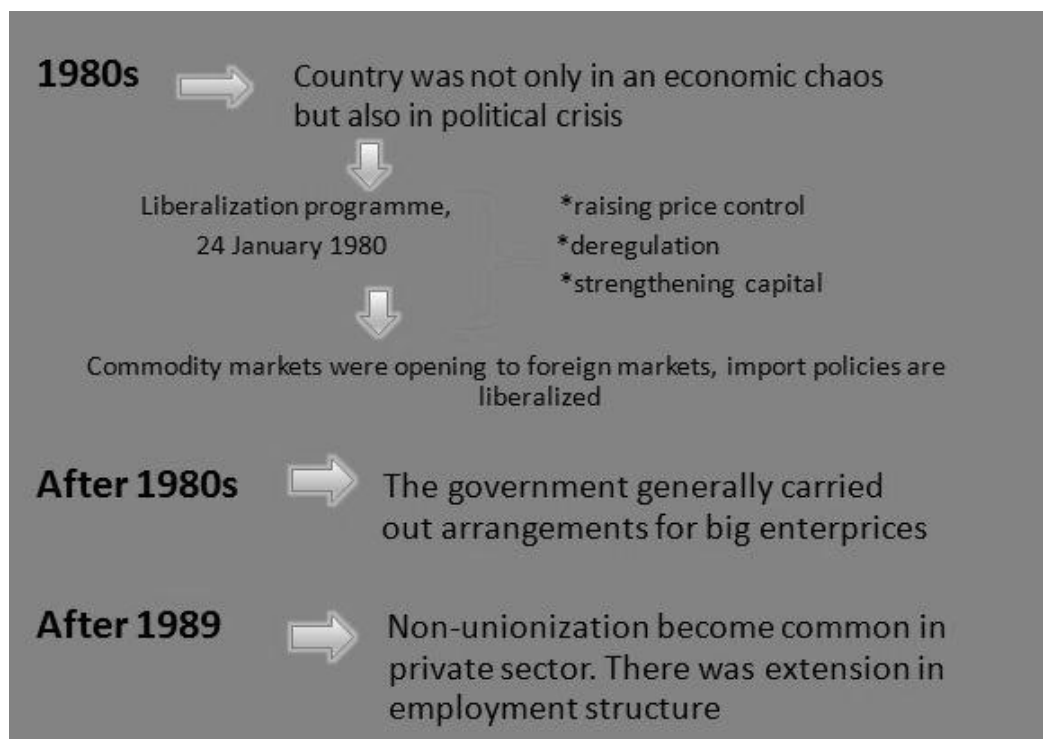 1980s
Country was not only in an economic chaos
but also in political crisis
Liberalization programme,
24 January 1980
*raising price control
*deregulation
*strengthening capital
Commodity markets were opening to foreign markets, import policies are
liberalized
After 1980s
The government generally carried
out arrangements for big enterprices
After 1989
Non-unionization become common in
private sector. There was extension in
employment structure